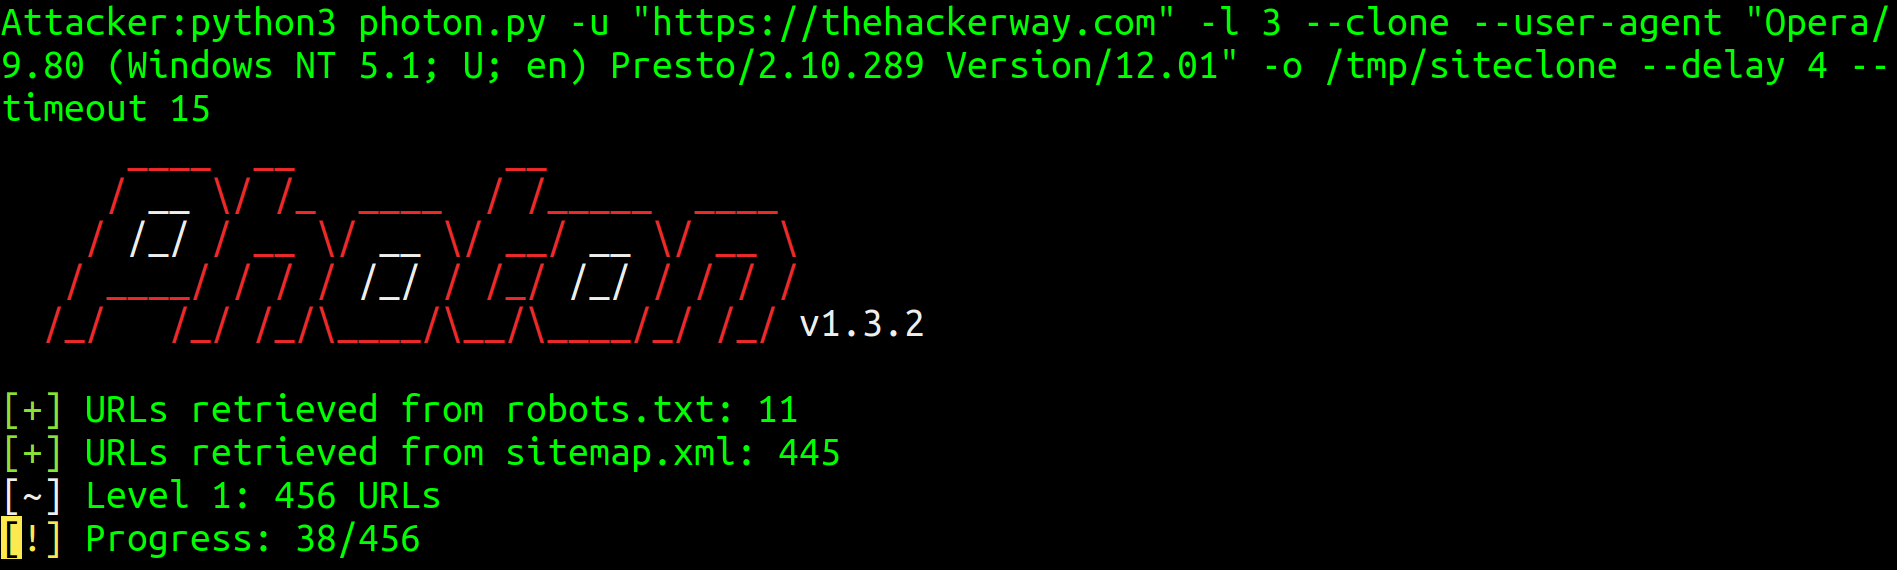 Attacker:python3 photon.py -u "https://thehackerway.com" -l 3 --clone --user-agent "Opera/
9.80 (Windows NT 5.1; U; en) Presto/2.10.289 Version/12.01" -o /tmp/siteclone --delay 4 --
timeout 15
Photon
v1.3.2
[+] URLs retrieved from robots.txt: 11
[+] URLs retrieved from sitemap.xml: 445
[~] Level 1: 456 URLs
[!] Progress: 38/456